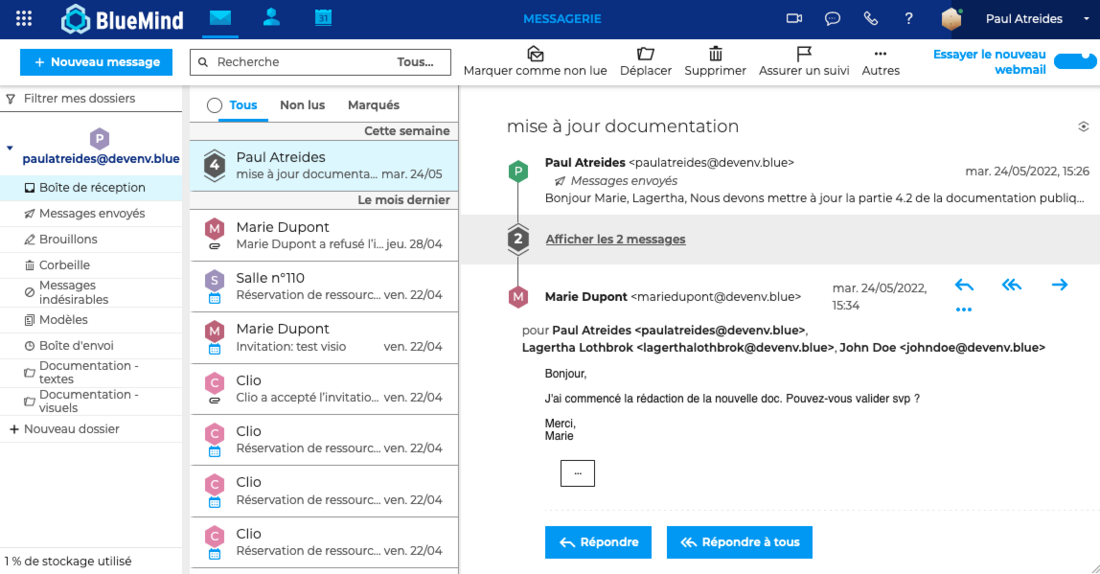 BlueMind
31
MESSAGERIE
?
Paul Atreides
+ Nouveau message
Recherche
Tous...
Marquer comme non lue
Déplacer
Supprimer
Assurer un suivi
Autres
Essayer le nouveau
webmail
Filtrer mes dossiers
P
paulatreides@devenv.blue
Boîte de réception
Messages envoyés
Brouillons
Corbeille
Messages
indésirables
Modèles
Boîte d'envoi
Documentation -
textes
Documentation -
visuels
+ Nouveau dossier
1 % de stockage utilisé
Tous
Non lus
Marqués
Cette semaine
4
Paul Atreides
mise à jour documenta... mar. 24/05
Le mois dernier
M
Marie Dupont
Marie Dupont a refusé l'i... jeu. 28/04
S
Salle n°110
Réservation de ressourc... ven. 22/04
M
Marie Dupont
Invitation: test visio ven. 22/04
C
Clio
Clio a accepté l'invitatio... ven. 22/04
C
Clio
Réservation de ressourc... ven. 22/04
C
Clio
Réservation de ressourc... ven. 22/04
C
Clio
Réservation de ressourc... ven. 22/04
mise à jour documentation
P
Paul Atreides <paulatreides@devenv.blue>
mar. 24/05/2022, 15:26
Messages envoyés
Bonjour Marie, Lagertha, Nous devons mettre à jour la partie 4.2 de la documentation publiq...
2
Afficher les 2 messages
M
Marie Dupont <mariedupont@devenv.blue>
mar. 24/05/2022,
15:34
pour Paul Atreides <paulatreides@devenv.blue>,
Lagertha Lothbrok <lagerthalothbrok@devenv.blue>, John Doe <johndoe@devenv.blue>
Bonjour,
J'ai commencé la rédaction de la nouvelle doc. Pouvez-vous valider svp ?
Merci,
Marie
...
Répondre
Répondre à tous